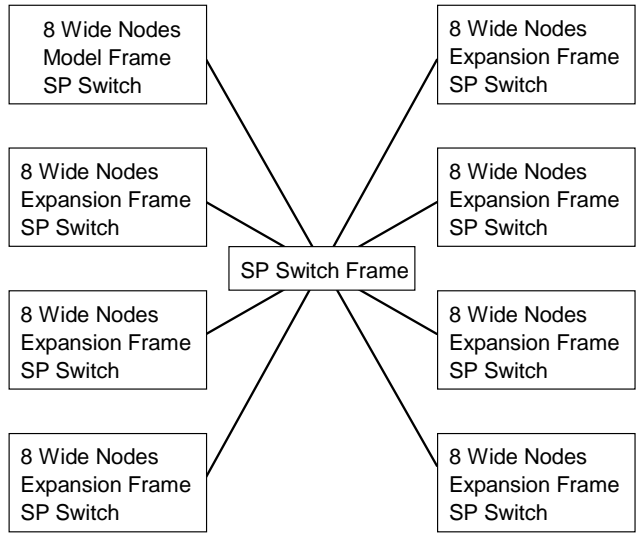 8 Wide Nodes
Model Frame
SP Switch
8 Wide Nodes
Expansion Frame
SP Switch
8 Wide Nodes
Expansion Frame
SP Switch
8 Wide Nodes
Expansion Frame
SP Switch
SP Switch Frame
8 Wide Nodes
Expansion Frame
SP Switch
8 Wide Nodes
Expansion Frame
SP Switch
8 Wide Nodes
Expansion Frame
SP Switch
8 Wide Nodes
Expansion Frame
SP Switch